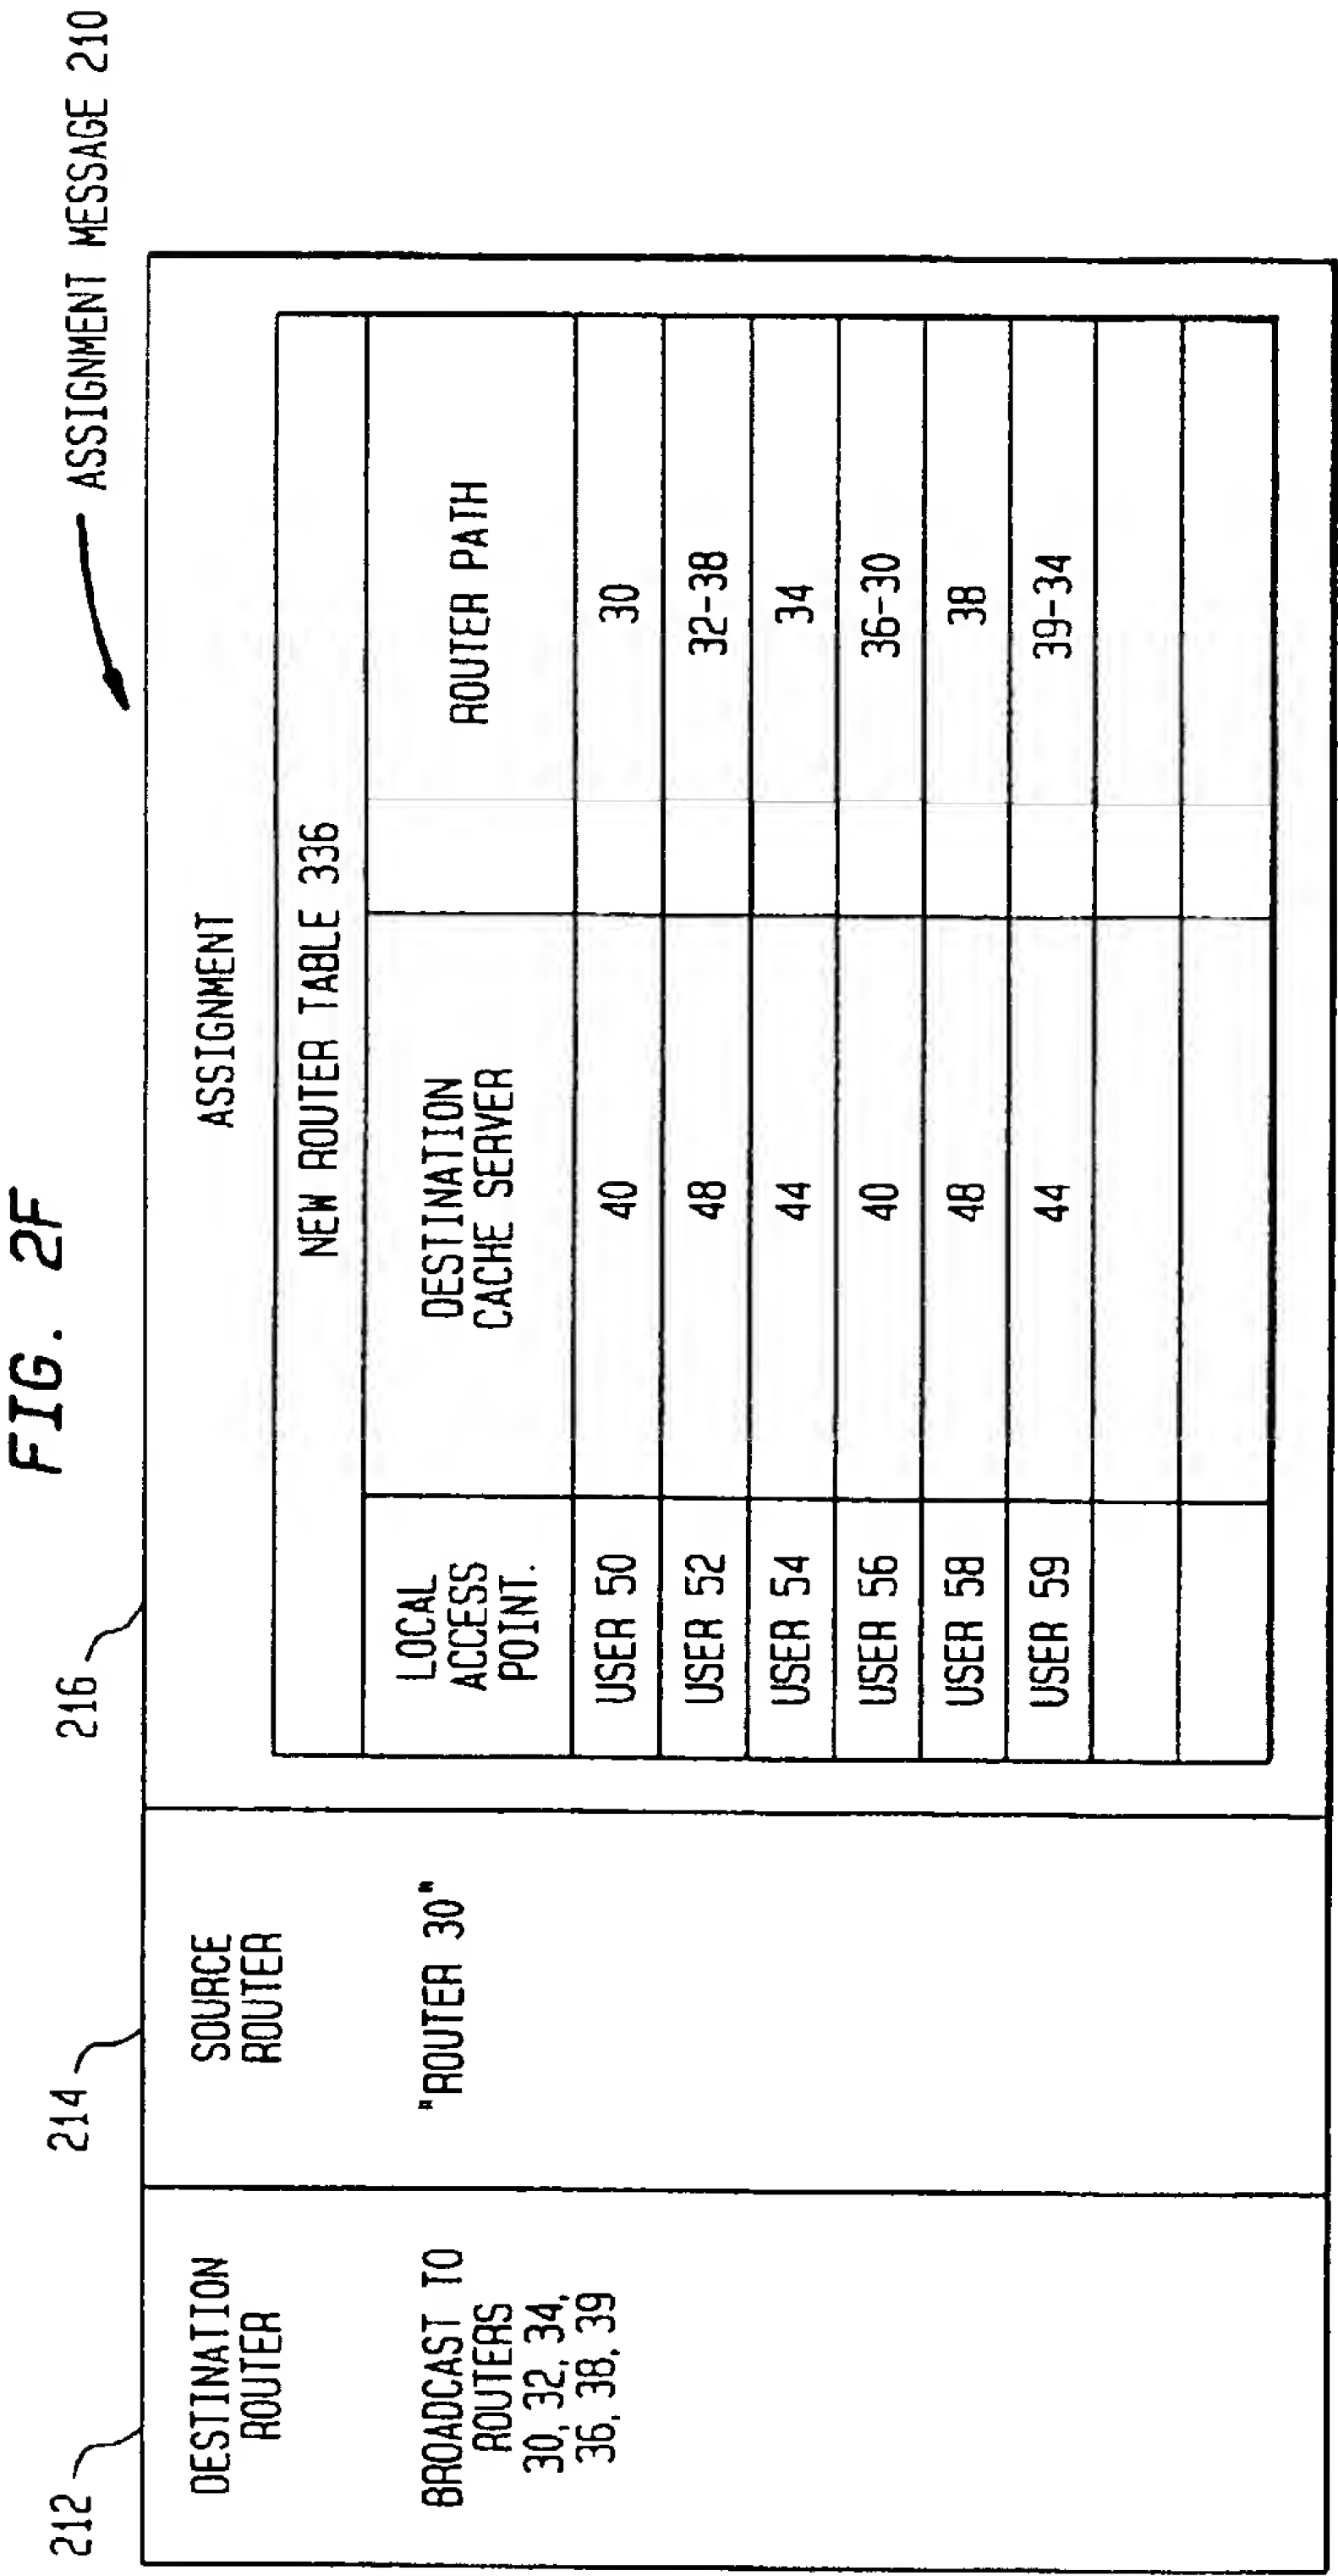 FIG. 2F
ASSIGNMENT MESSAGE 210
212
214
216
DESTINATION
ROUTER
BROADCAST TO
ROUTERS
30, 32, 34,
36, 38, 39
SOURCE
ROUTER
"ROUTER 30"
ASSIGNMENT
NEW ROUTER TABLE 336
LOCAL
ACCESS
POINT.
DESTINATION
CACHE SERVER
ROUTER PATH
USER 50 40 30
USER 52 48 32-38
USER 54 44 34
USER 56 40 36-30
USER 58 48 38
USER 59 44 39-34